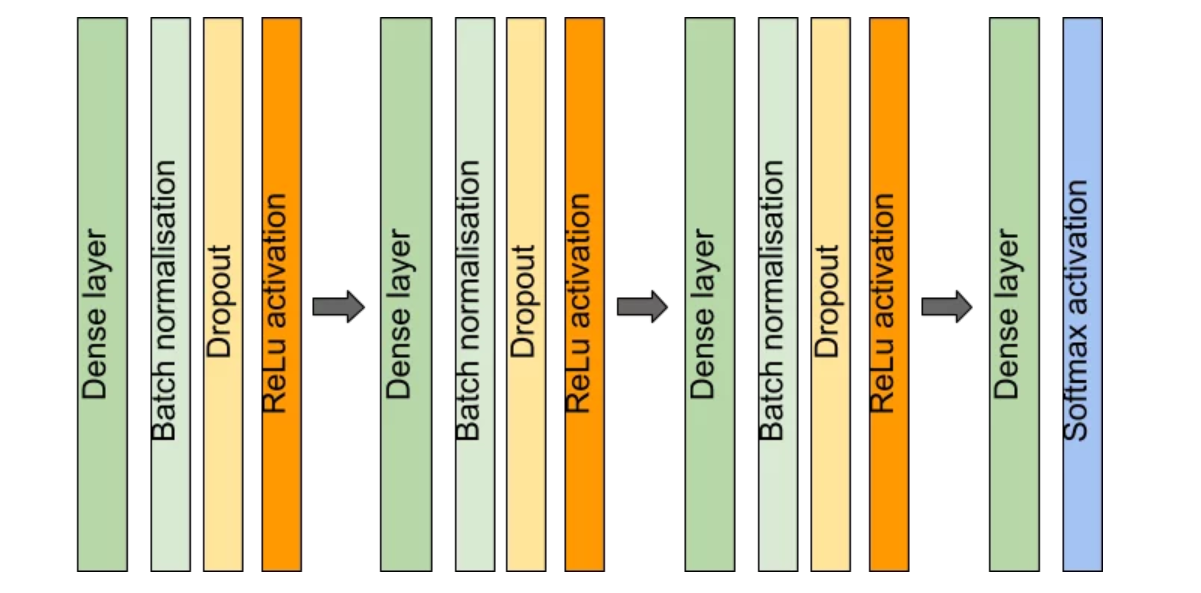 Dense layer
Batch normalisation
Dropout
ReLu activation
Dense layer
Batch normalisation
Dropout
ReLu activation
Dense layer
Batch normalisation
Dropout
ReLu activation
Dense layer
Softmax activation